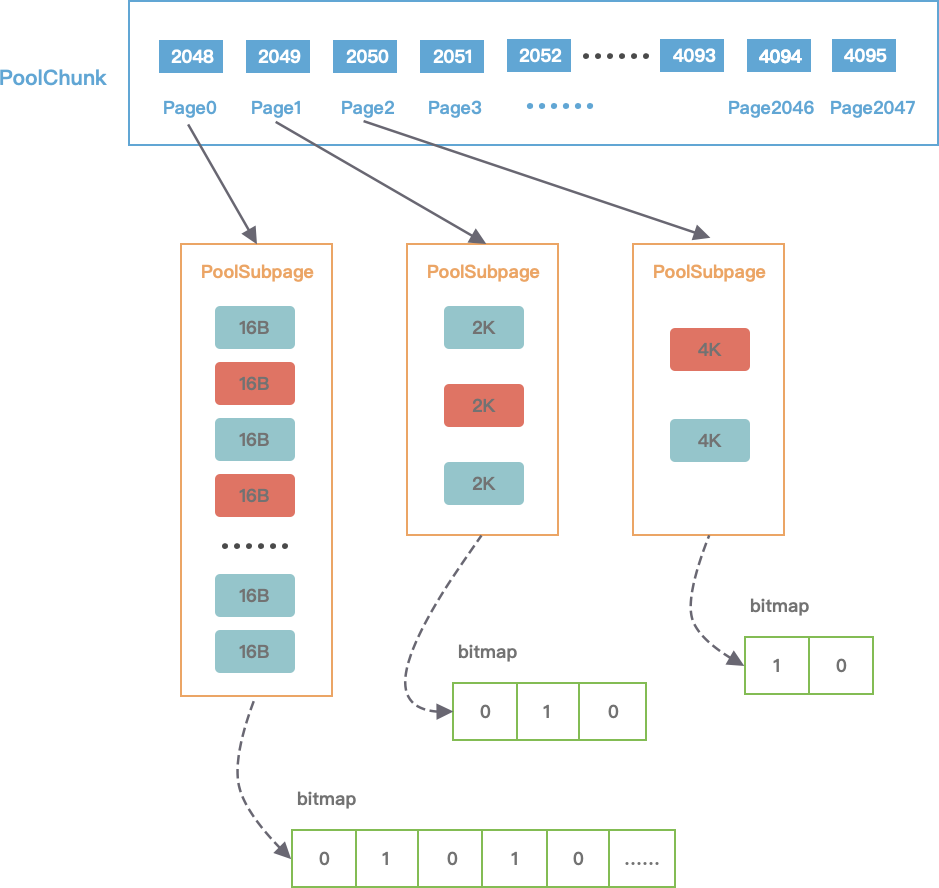 2048 2049 2050 2051 2052 4093 4094 4095
PoolChunk
Page0 Page1 Page2 Page3 Page2046 Page2047
PoolSubpage
16B
16B
16B
16B
16B
16B
PoolSubpage
2K
2K
2K
PoolSubpage
4K
4K
bitmap
1 0
bitmap
0 1 0
bitmap
0 1 0 1 0 ......